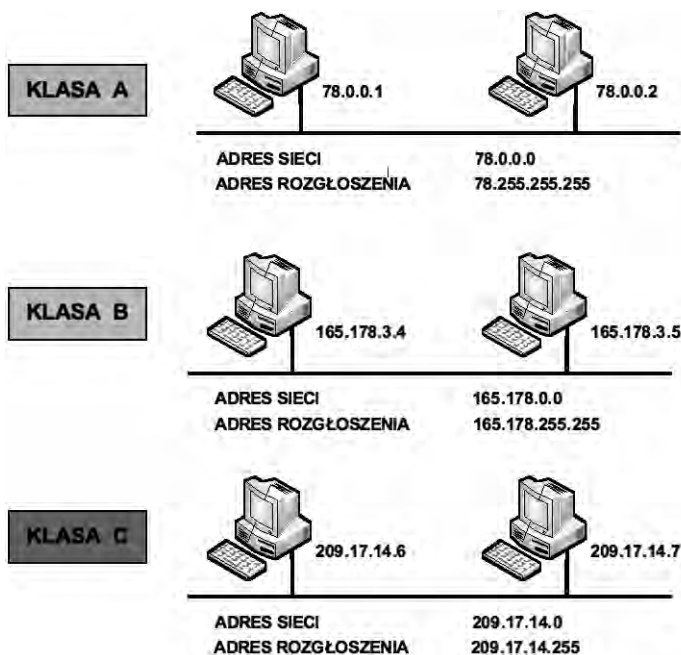 KLASA A
78.0.0.1 78.0.0.2
ADRES SIECI 78.0.0.0
ADRES ROZGŁOSZENIA 78.255.255.255
KLASA B
165.178.3.4 165.178.3.5
ADRES SIECI 165.178.0.0
ADRES ROZGŁOSZENIA 165.178.255.255
KLASA C
209.17.14.6 209.17.14.7
ADRES SIECI 209.17.14.0
ADRES ROZGŁOSZENIA 209.17.14.255